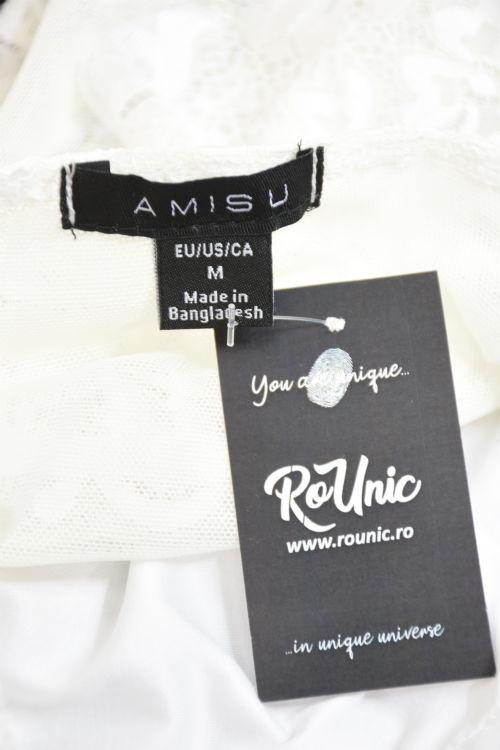 AMISU
EU/US/CA
M
Made in
Bangladesh
You are unique...
RoUnic
www.rounic.ro
...in unique universe